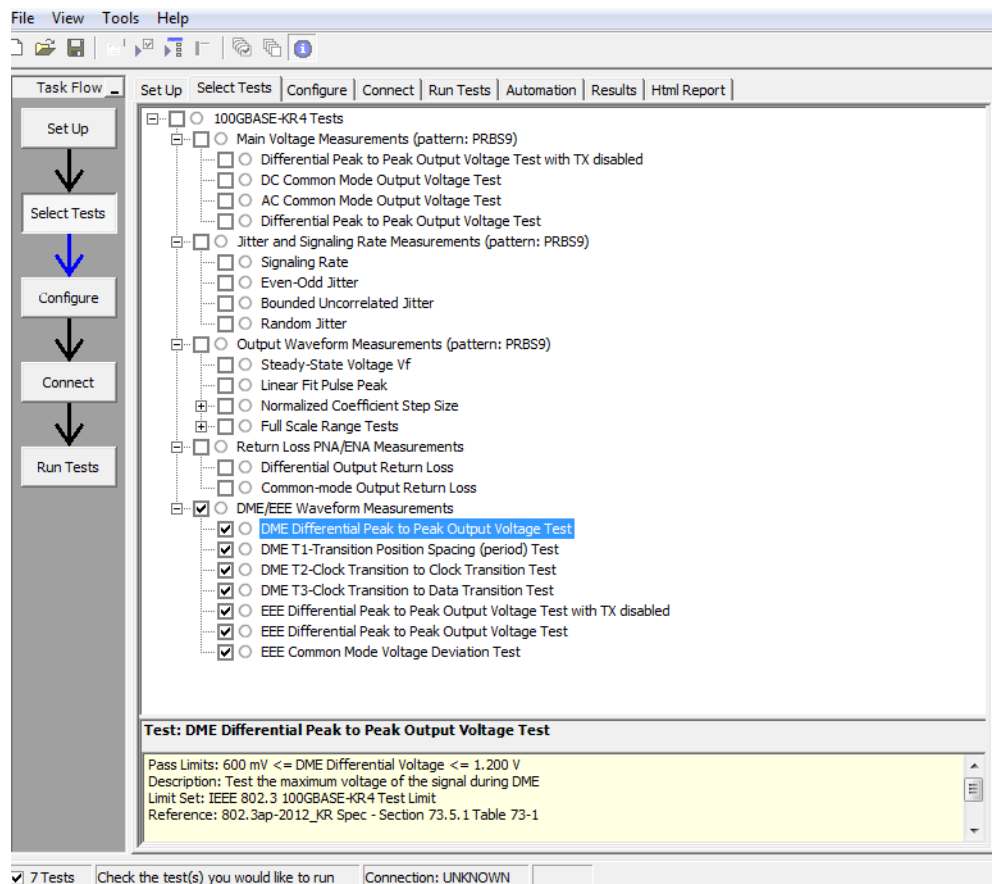 File View Tools Help
Task Flow
Set Up Select Tests Configure Connect Run Tests Automation Results Html Report
Set Up
Select Tests
Configure
Connect
Run Tests
100GBASE-KR4 Tests
Main Voltage Measurements (pattern: PRBS9)
Differential Peak to Peak Output Voltage Test with TX disabled
DC Common Mode Output Voltage Test
AC Common Mode Output Voltage Test
Differential Peak to Peak Output Voltage Test
Jitter and Signaling Rate Measurements (pattern: PRBS9)
Signaling Rate
Even-Odd Jitter
Bounded Uncorrelated Jitter
Random Jitter
Output Waveform Measurements (pattern: PRBS9)
Steady-State Voltage Vf
Linear Fit Pulse Peak
Normalized Coefficient Step Size
Full Scale Range Tests
Return Loss PNA/ENA Measurements
Differential Output Return Loss
Common-mode Output Return Loss
DME/EEE Waveform Measurements
DME Differential Peak to Peak Output Voltage Test
DME T1-Transition Position Spacing (period) Test
DME T2-Clock Transition to Clock Transition Test
DME T3-Clock Transition to Data Transition Test
EEE Differential Peak to Peak Output Voltage Test with TX disabled
EEE Differential Peak to Peak Output Voltage Test
EEE Common Mode Voltage Deviation Test
Test: DME Differential Peak to Peak Output Voltage Test
Pass Limits: 600 mV <= DME Differential Voltage <= 1.200 V
Description: Test the maximum voltage of the signal during DME
Limit Set: IEEE 802.3 100GBASE-KR4 Test Limit
Reference: 802.3ap-2012_KR Spec - Section 73.5.1 Table 73-1
7 Tests Check the test(s) you would like to run Connection: UNKNOWN